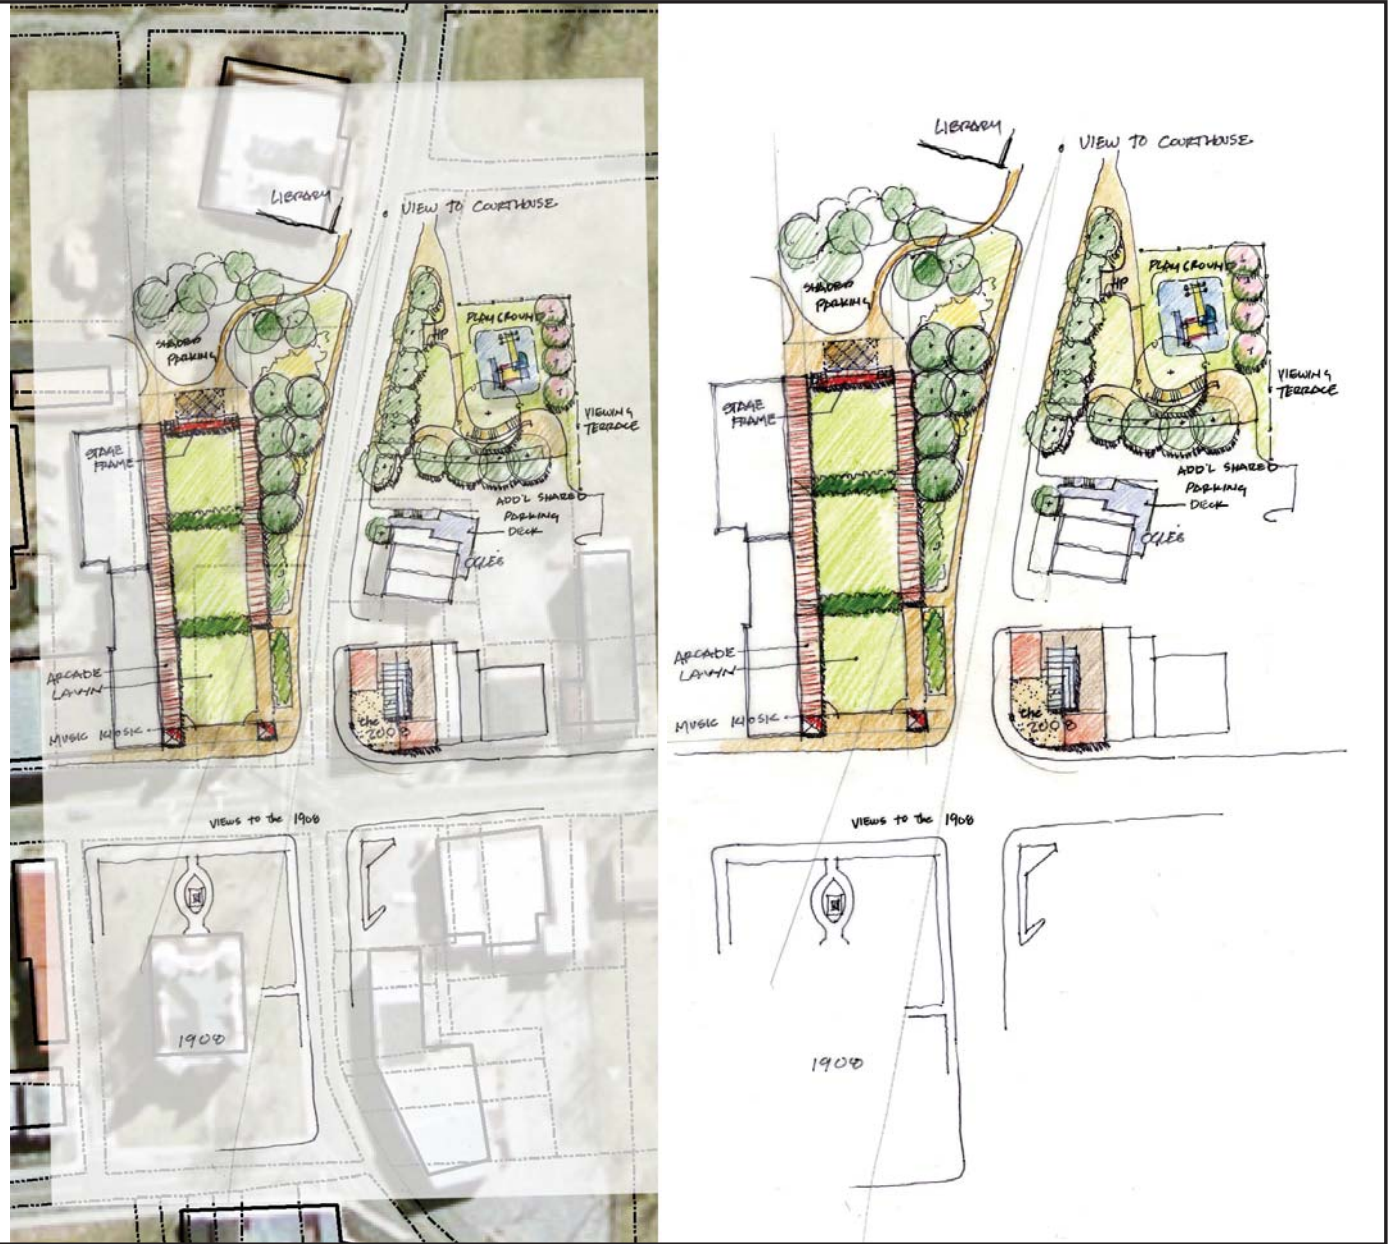 LIBRARY
VIEW TO COURTHOUSE
PLAYGROUND
HP
SHARED
PARKING
VIEWING
TERRACE
STAGE
FRAME
ADD'L SHARED
PARKING
DECK
OGLES
ARCADE
LAWN
MUSIC KIOSK
the
2008
VIEWS to the 1908
1908
LIBRARY
VIEW TO COURTHOUSE
PLAYGROUND
HP
SHARED
PARKING
VIEWING
TERRACE
STAGE
FRAME
ADD'L SHARED
PARKING
DECK
OGLES
ARCADE
LAWN
MUSIC KIOSK
the
2008
VIEWS to the 1908
1908